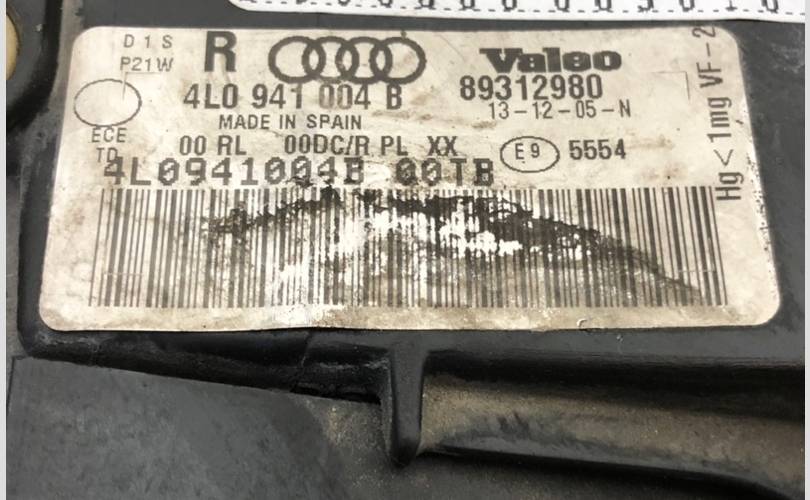 D1S R Valeo
P21W 89312980
4L0 941 004 B 13-12-05-N
MADE IN SPAIN
ECE 00 RL 00DC/R PL XX E9 5554
TD
4L0941004B 00TB
Hg<1mg VF-2